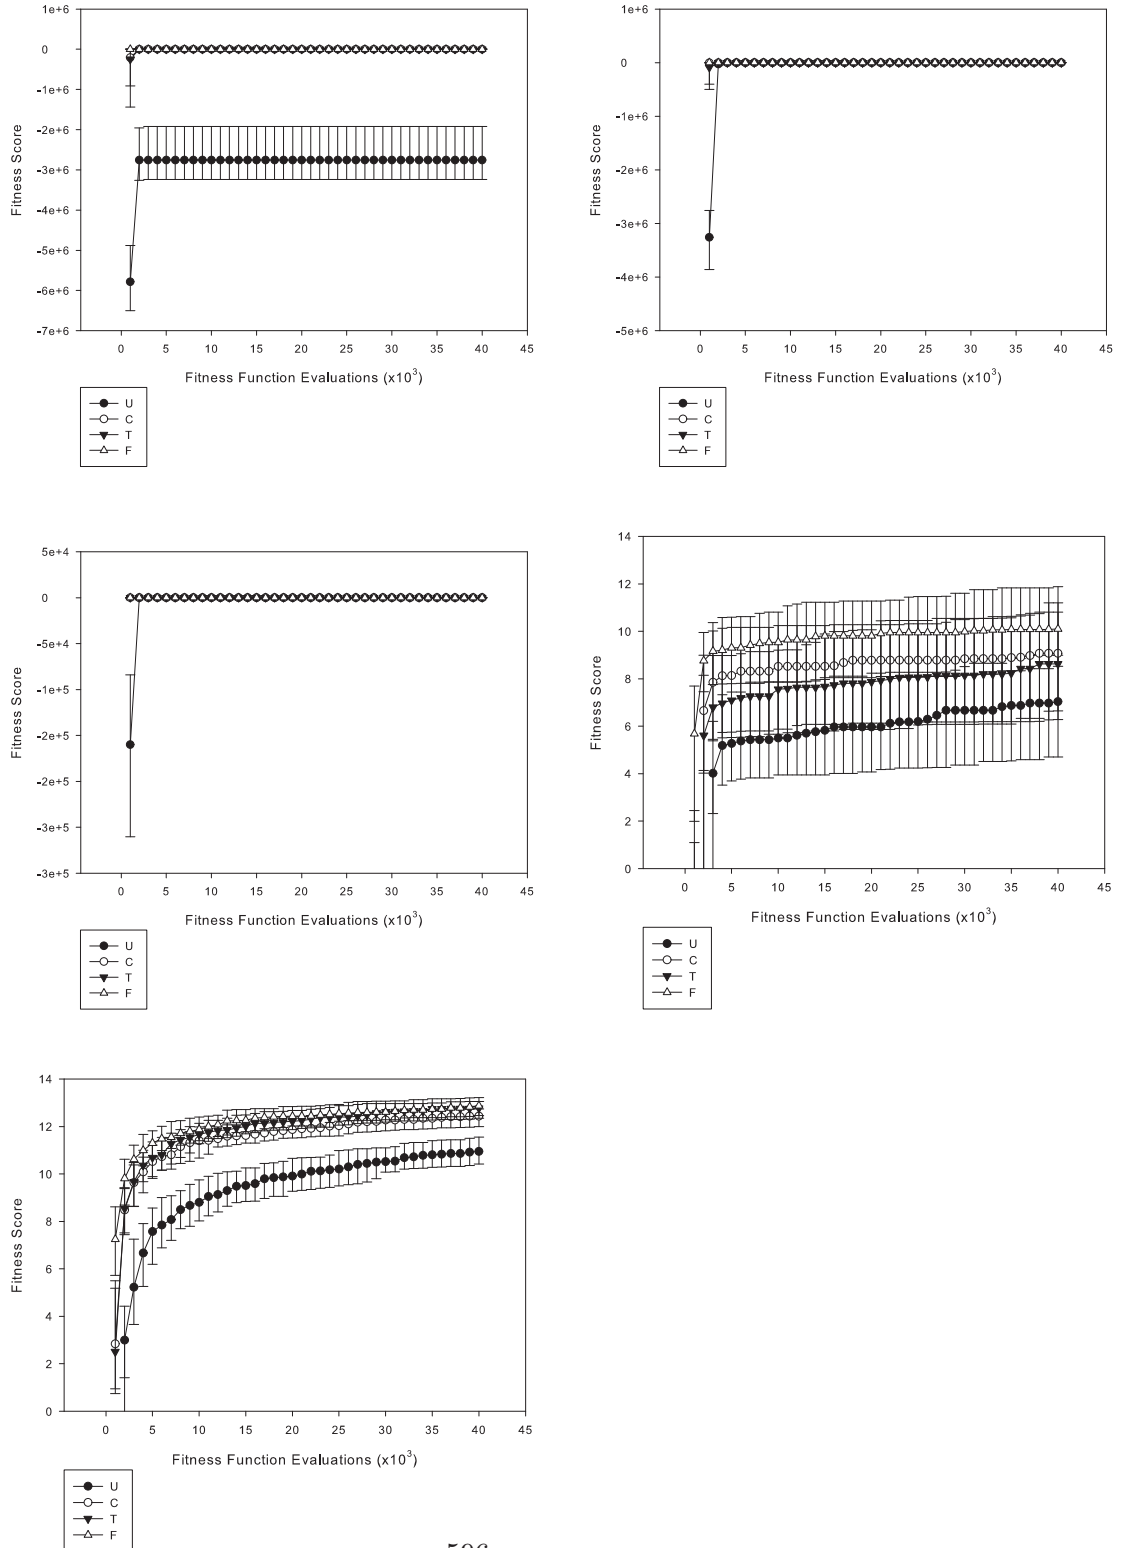 1e+6
0
-1e+6
-2e+6
-3e+6
-4e+6
-5e+6
-6e+6
-7e+6
Fitness Score
0 5 10 15 20 25 30 35 40 45
Fitness Function Evaluations (x10³)
U
C
T
F
1e+6
0
-1e+6
-2e+6
-3e+6
-4e+6
-5e+6
Fitness Score
0 5 10 15 20 25 30 35 40 45
Fitness Function Evaluations (x10³)
U
C
T
F
5e+4
0
-5e+4
-1e+5
-2e+5
-2e+5
-3e+5
-3e+5
Fitness Score
0 5 10 15 20 25 30 35 40 45
Fitness Function Evaluations (x10³)
U
C
T
F
14
12
10
8
6
4
2
0
Fitness Score
0 5 10 15 20 25 30 35 40 45
Fitness Function Evaluations (x10³)
U
C
T
F
14
12
10
8
6
4
2
0
Fitness Score
0 5 10 15 20 25 30 35 40 45
Fitness Function Evaluations (x10³)
U
C
T
F